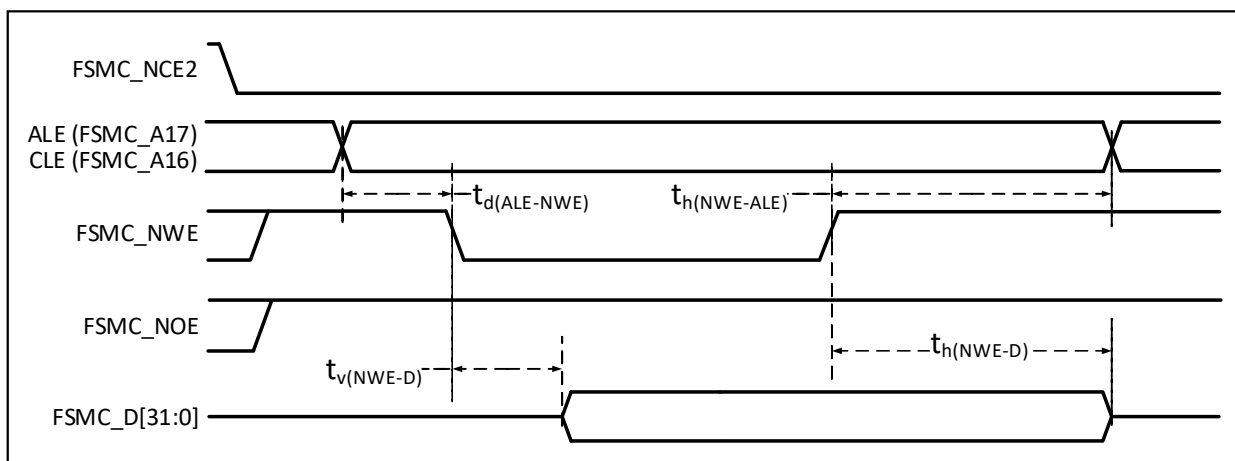 FSMC_NCE2
ALE (FSMC_A17)
CLE (FSMC_A16)
td(ALE-NWE)
th(NWE-ALE)
FSMC_NWE
FSMC_NOE
th(NWE-D)
tv(NWE-D)
FSMC_D[31:0]